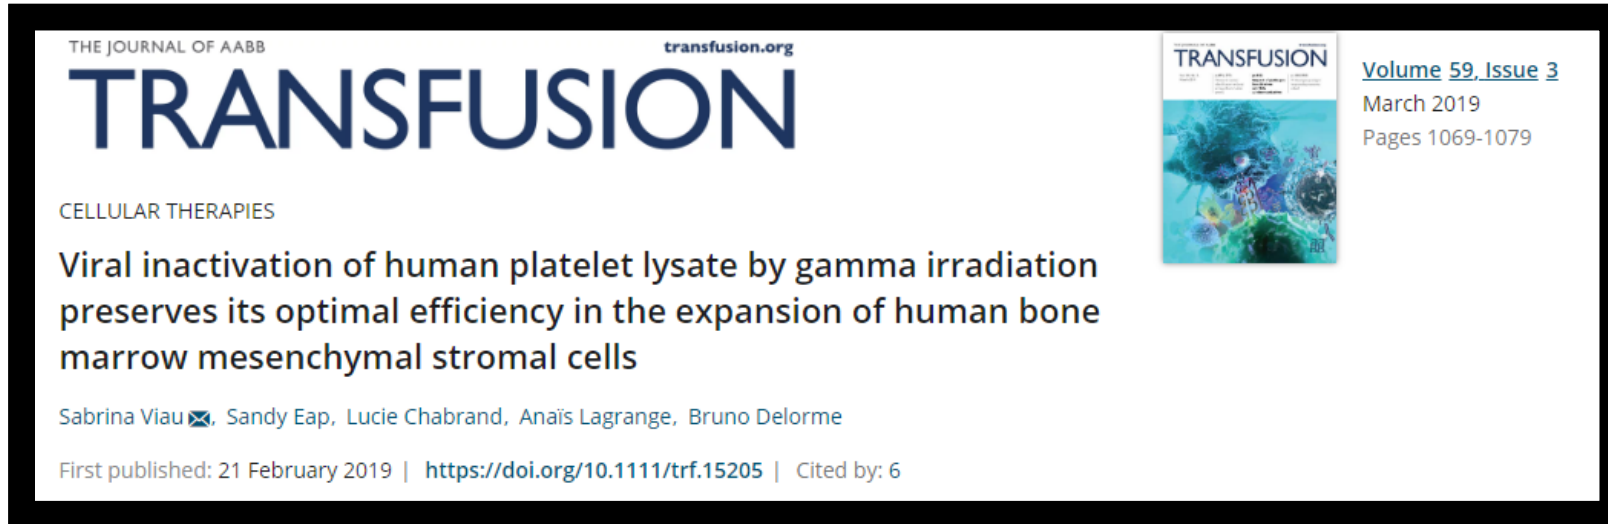 THE JOURNAL OF AABB
transfusion.org
TRANSFUSION
TRANSFUSION
Volume 59, Issue 3
March 2019
Pages 1069-1079
CELLULAR THERAPIES
Viral inactivation of human platelet lysate by gamma irradiation
preserves its optimal efficiency in the expansion of human bone
marrow mesenchymal stromal cells
Sabrina Viau, Sandy Eap, Lucie Chabrand, Anaïs Lagrange, Bruno Delorme
First published: 21 February 2019 | https://doi.org/10.1111/trf.15205 | Cited by: 6